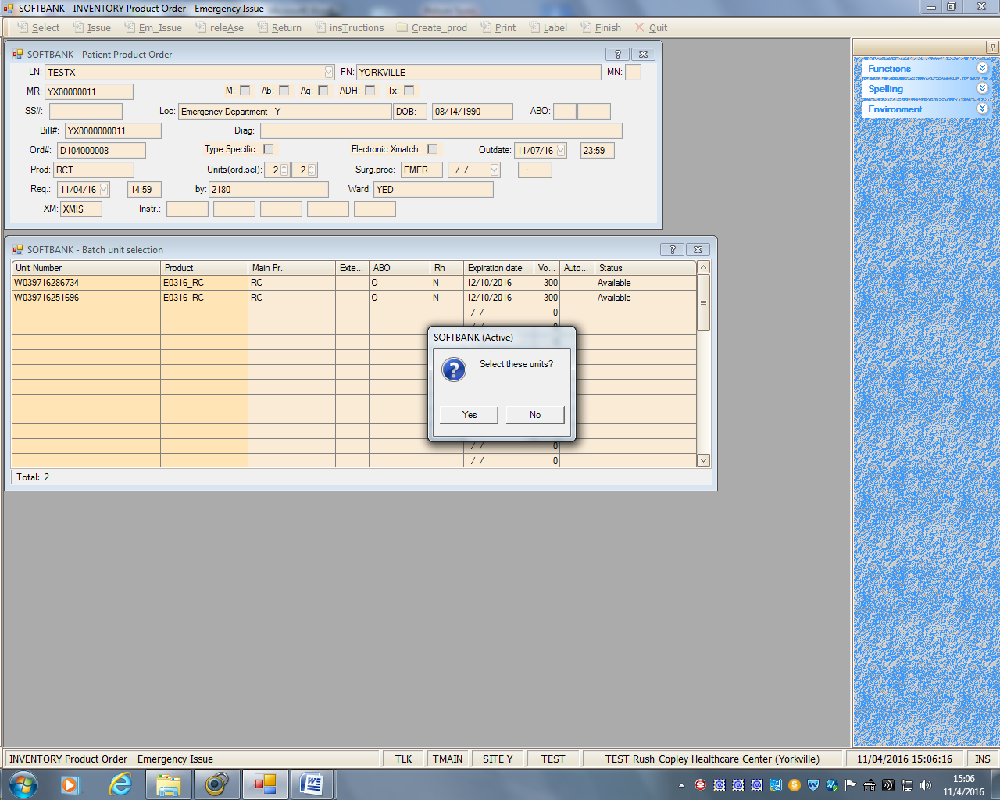 SOFTBANK - INVENTORY Product Order - Emergency Issue
Select Issue Em_Issue releAse Return insTructions Create_prod Print Label Finish Quit
SOFTBANK - Patient Product Order
LN: TESTX FN: YORKVILLE MN:
MR: YX00000011 M: Ab: Ag: ADH: Tx:
SS#: - - Loc: Emergency Department - Y DOB: 08/14/1990 ABO:
Bill#: YX0000000011 Diag:
Ord#: D104000008 Type Specific: Electronic Xmatch: Outdate: 11/07/16 23:59
Prod: RCT Units(ord,sel): 2 2 Surg.proc: EMER / / :
Req.: 11/04/16 14:59 by: 2180 Ward: YED
XM: XMIS Instr.:
SOFTBANK - Batch unit selection
Unit Number Product Main Pr. Exte... ABO Rh Expiration date Vo... Auto... Status
W039716286734 E0316_RC RC O N 12/10/2016 300 Available
W039716251696 E0316_RC RC O N 12/10/2016 300 Available
/ / 0
SOFTBANK (Active)
Select these units?
Yes No
/ / 0
/ / 0
Total: 2
Functions
Spelling
Environment
INVENTORY Product Order - Emergency Issue TLK TMAIN SITE Y TEST TEST Rush-Copley Healthcare Center (Yorkville) 11/04/2016 15:06:16 INS
15:06
11/4/2016